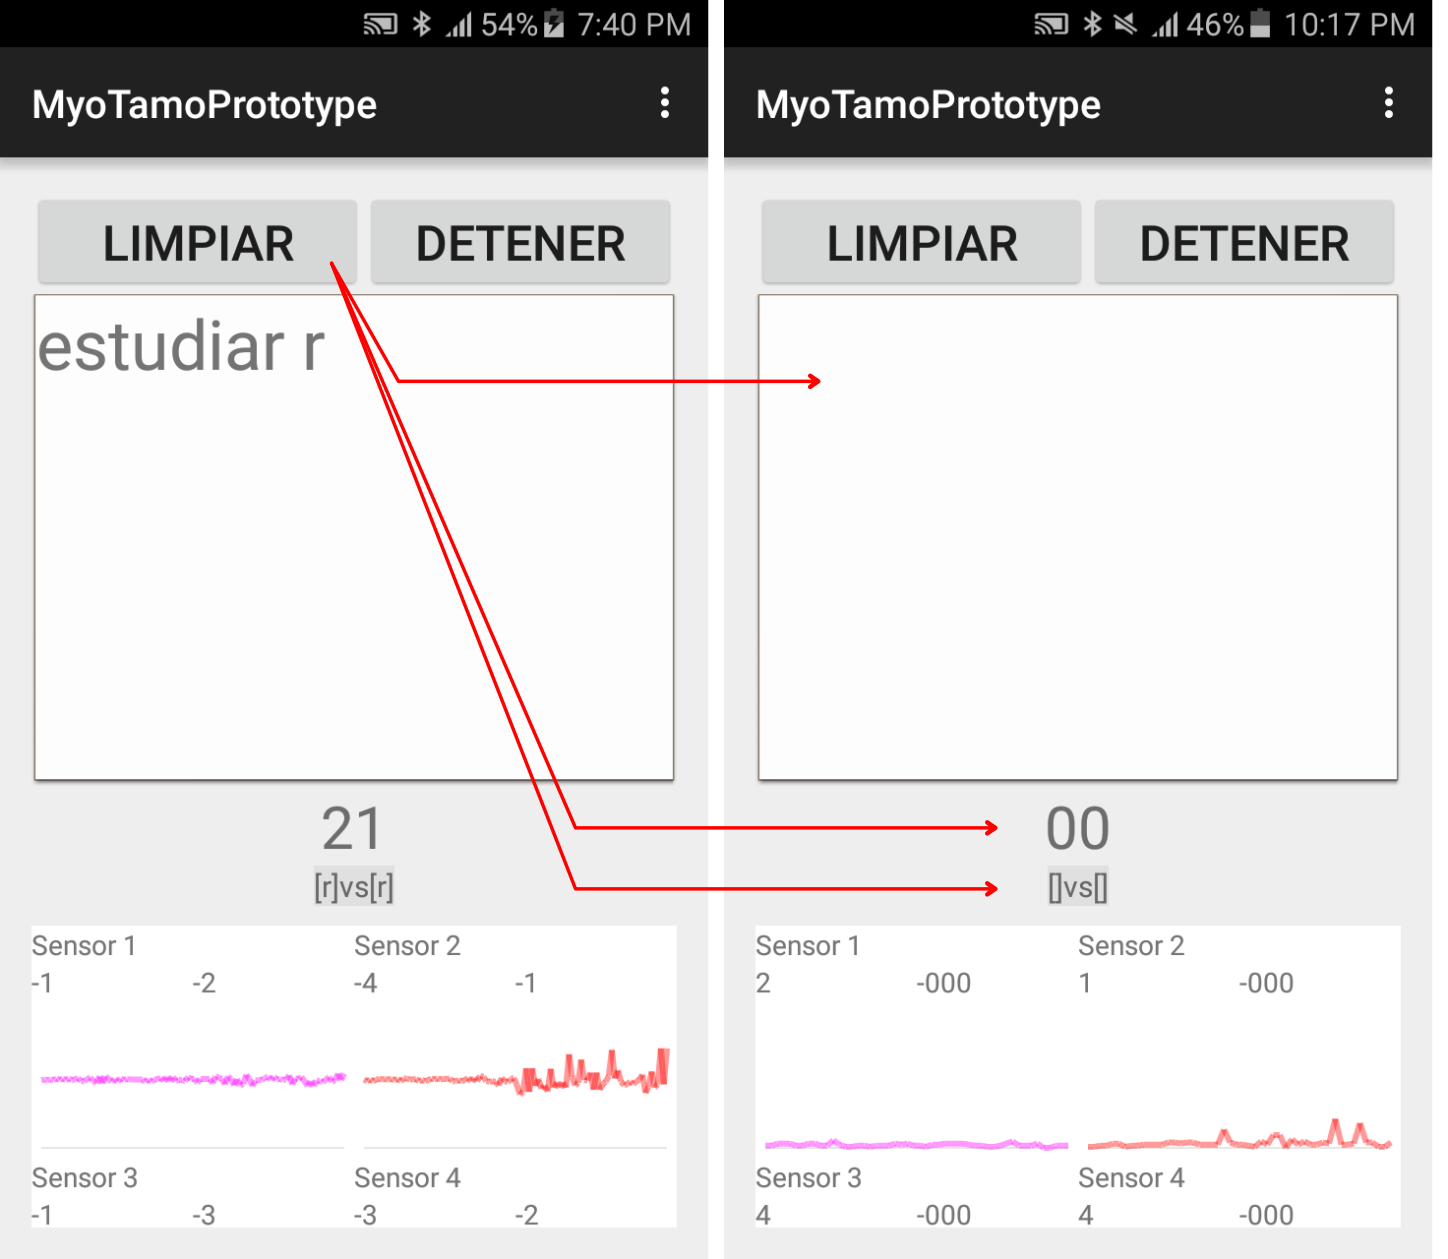 54% 7:40 PM
MyoTamoPrototype
LIMPIAR DETENER
estudiar r
21
[r]vs[r]
Sensor 1 Sensor 2
-1 -2 -4 -1
Sensor 3 Sensor 4
-1 -3 -3 -2
46% 10:17 PM
MyoTamoPrototype
LIMPIAR DETENER
00
[]vs[]
Sensor 1 Sensor 2
2 -000 1 -000
Sensor 3 Sensor 4
4 -000 4 -000